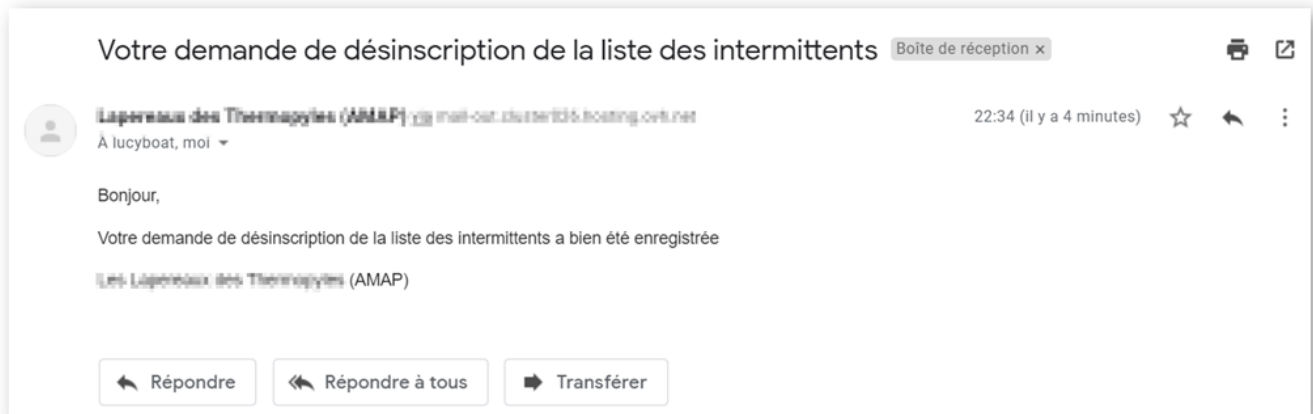 Votre demande de désinscription de la liste des intermittents Boîte de réception ×
22:34 (il y a 4 minutes)
À lucyboat, moi
Bonjour,
Votre demande de désinscription de la liste des intermittents a bien été enregistrée
(AMAP)
Répondre Répondre à tous Transférer